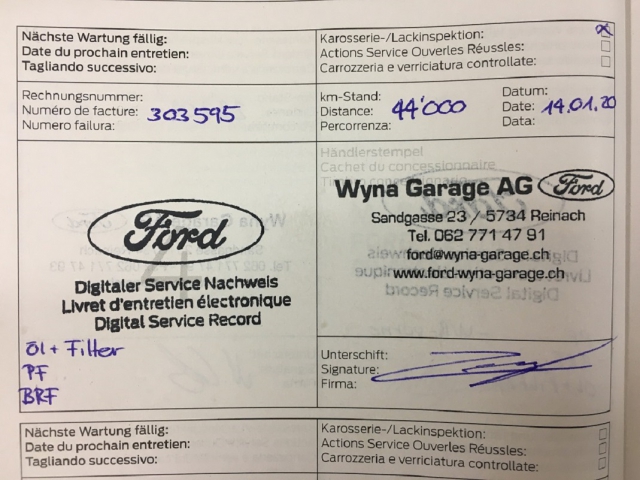 Nächste Wartung fällig:
Date du prochain entretien:
Tagliando successivo:
Karosserie-/Lackinspektion:
Actions Service Ouverles Réussles:
Carrozzeria e verriciatura controllate:
Rechnungsnummer:
Numéro de facture: 303595
Numero failura:
km-Stand:
Distance: 44'000
Percorrenza:
Datum:
Date: 14.01.20
Data:
Ford
Digitaler Service Nachweis
Livret d'entretien électronique
Digital Service Record
Öl + Filter
PF
BRF
Händlerstempel
Cachet du concessionnaire
Wyna Garage AG Ford
Sandgasse 23 / 5734 Reinach
Tel. 062 771 47 91
ford@wyna-garage.ch
www.ford-wyna-garage.ch
Unterschift:
Signature:
Firma:
Nächste Wartung fällig:
Date du prochain entretien:
Tagliando successivo:
Karosserie-/Lackinspektion:
Actions Service Ouverles Réussles:
Carrozzeria e verriciatura controllate: